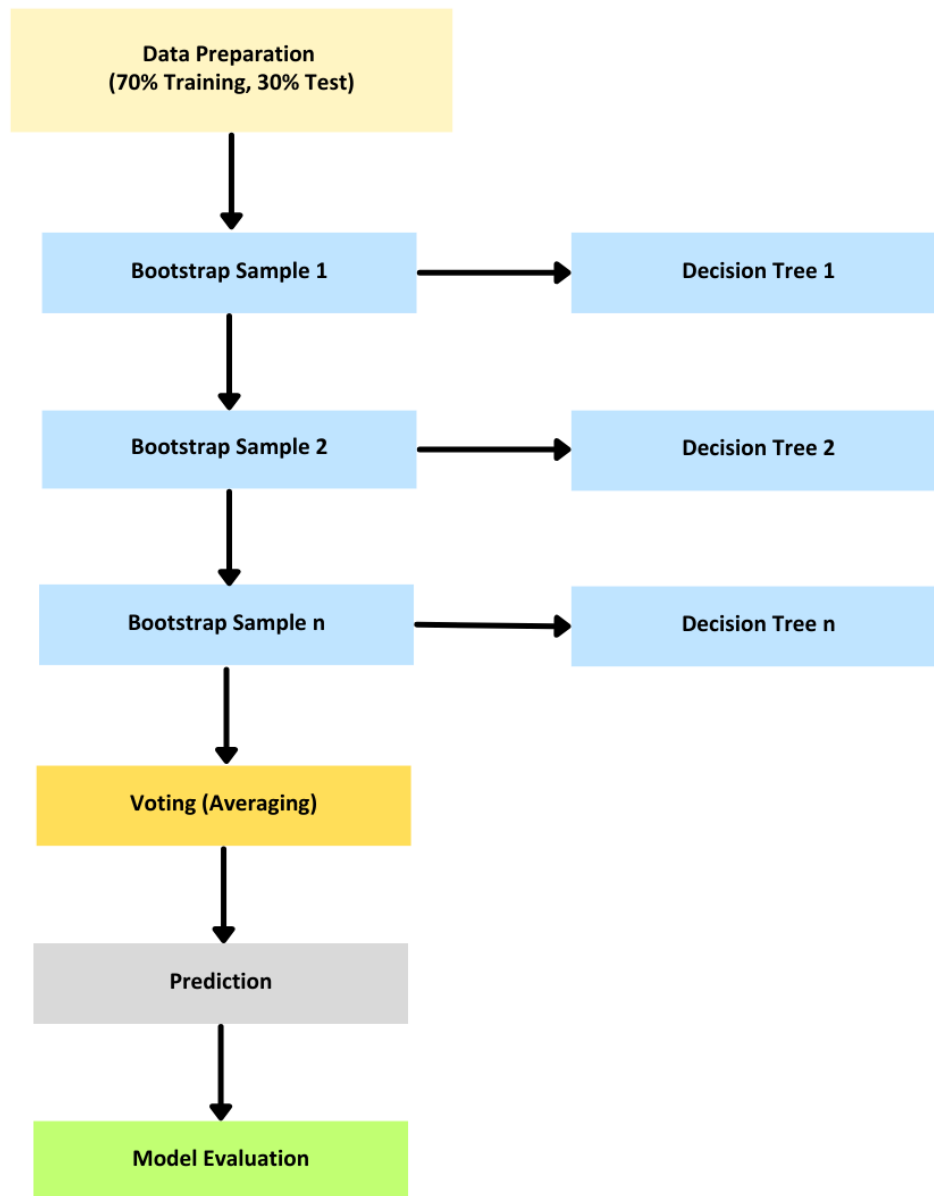 Data Preparation
(70% Training, 30% Test)
Bootstrap Sample 1
Decision Tree 1
Bootstrap Sample 2
Decision Tree 2
Bootstrap Sample n
Decision Tree n
Voting (Averaging)
Prediction
Model Evaluation